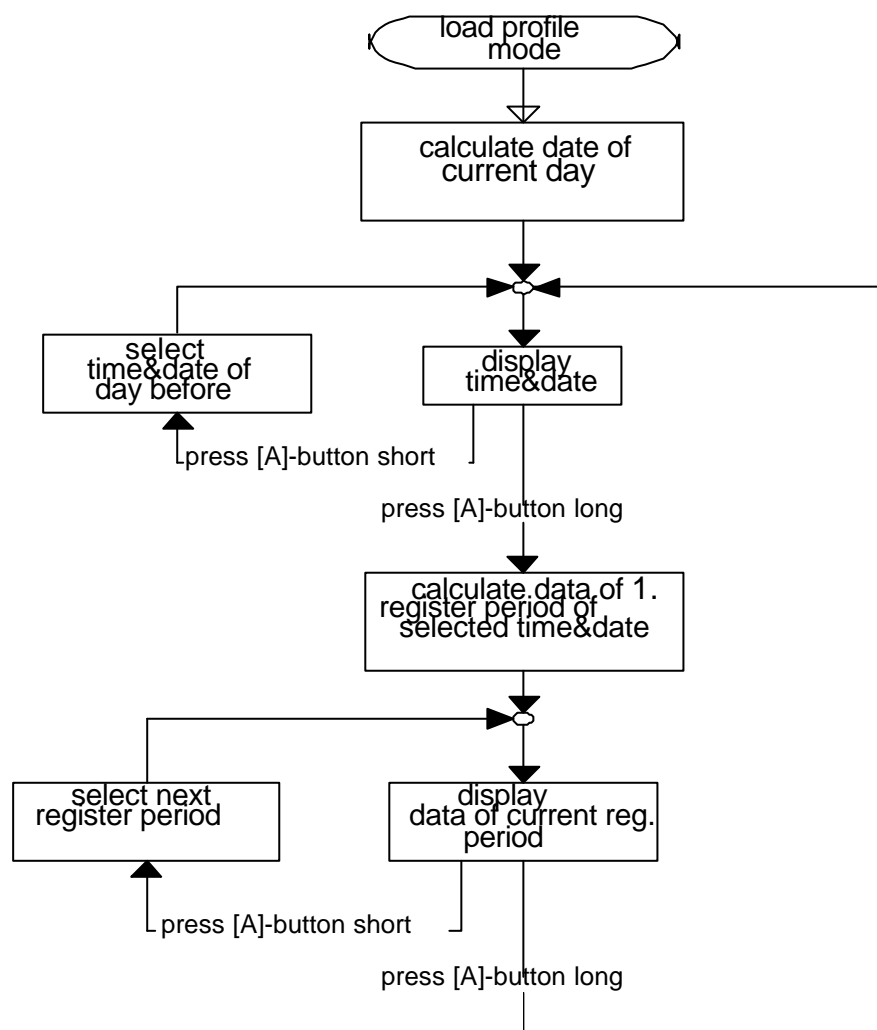 load profile
mode
calculate date of
current day
select
time&date of
day before
display
time&date
press [A]-button short
press [A]-button long
calculate data of 1.
register period of
selected time&date
select next
register period
display
data of current reg.
period
press [A]-button short
press [A]-button long